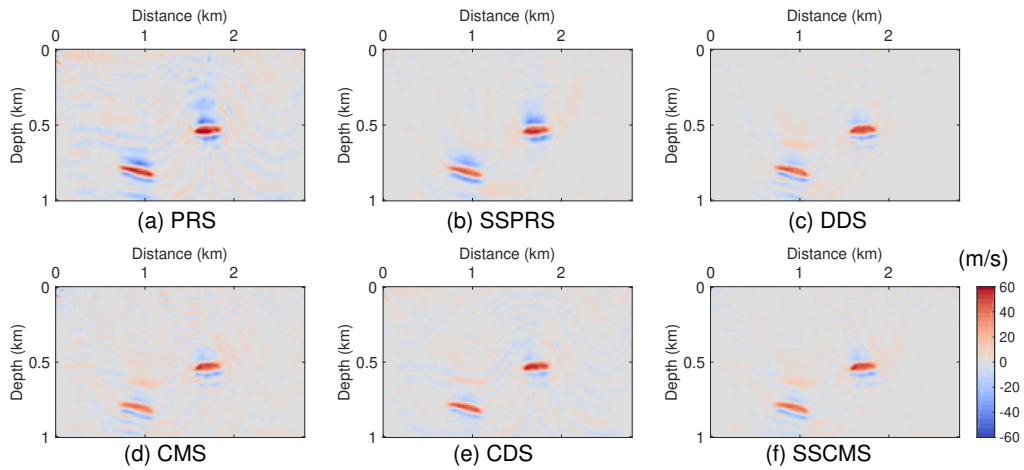 Distance (km)
0 1 2
Depth (km)
0
0.5
1
(a) PRS
Distance (km)
0 1 2
Depth (km)
0
0.5
1
(b) SSPRS
Distance (km)
0 1 2
Depth (km)
0
0.5
1
(c) DDS
Distance (km)
0 1 2
Depth (km)
0
0.5
1
(d) CMS
Distance (km)
0 1 2
Depth (km)
0
0.5
1
(e) CDS
Distance (km)
0 1 2
Depth (km)
0
0.5
1
(f) SSCMS
(m/s)
60
40
20
0
-20
-40
-60